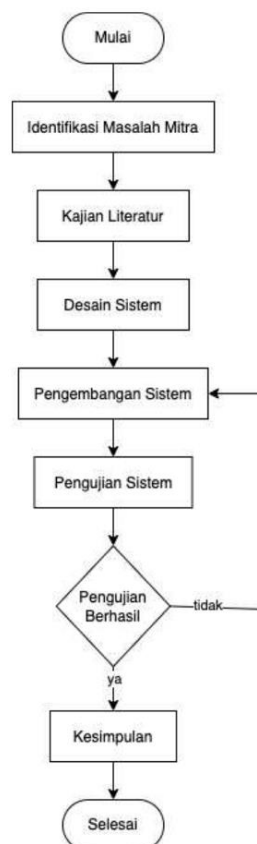 Mulai
Identifikasi Masalah Mitra
Kajian Literatur
Desain Sistem
Pengembangan Sistem
Pengujian Sistem
Pengujian
Berhasil
tidak
ya
Kesimpulan
Selesai